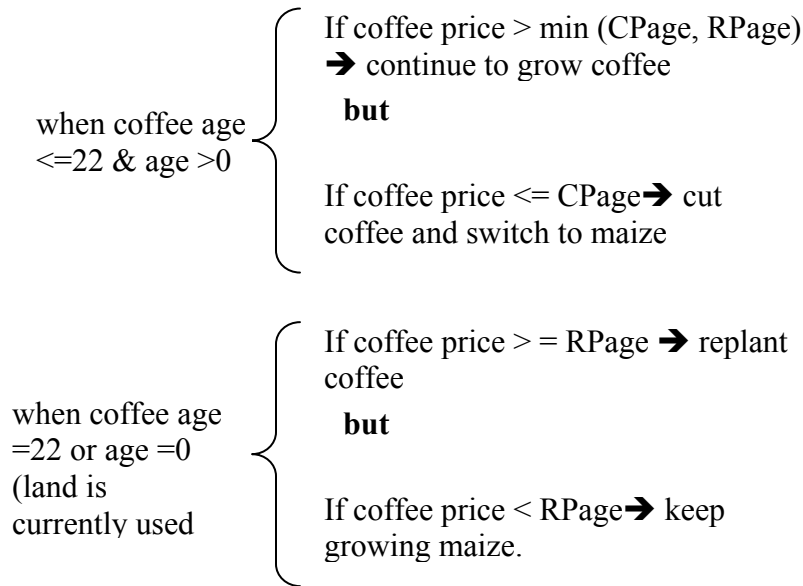 when coffee age
<=22 & age >0
If coffee price > min (CPage, RPage)
➔ continue to grow coffee
but
If coffee price <= CPage➔ cut
coffee and switch to maize
when coffee age
=22 or age =0
(land is
currently used
If coffee price > = RPage ➔ replant
coffee
but
If coffee price < RPage➔ keep
growing maize.